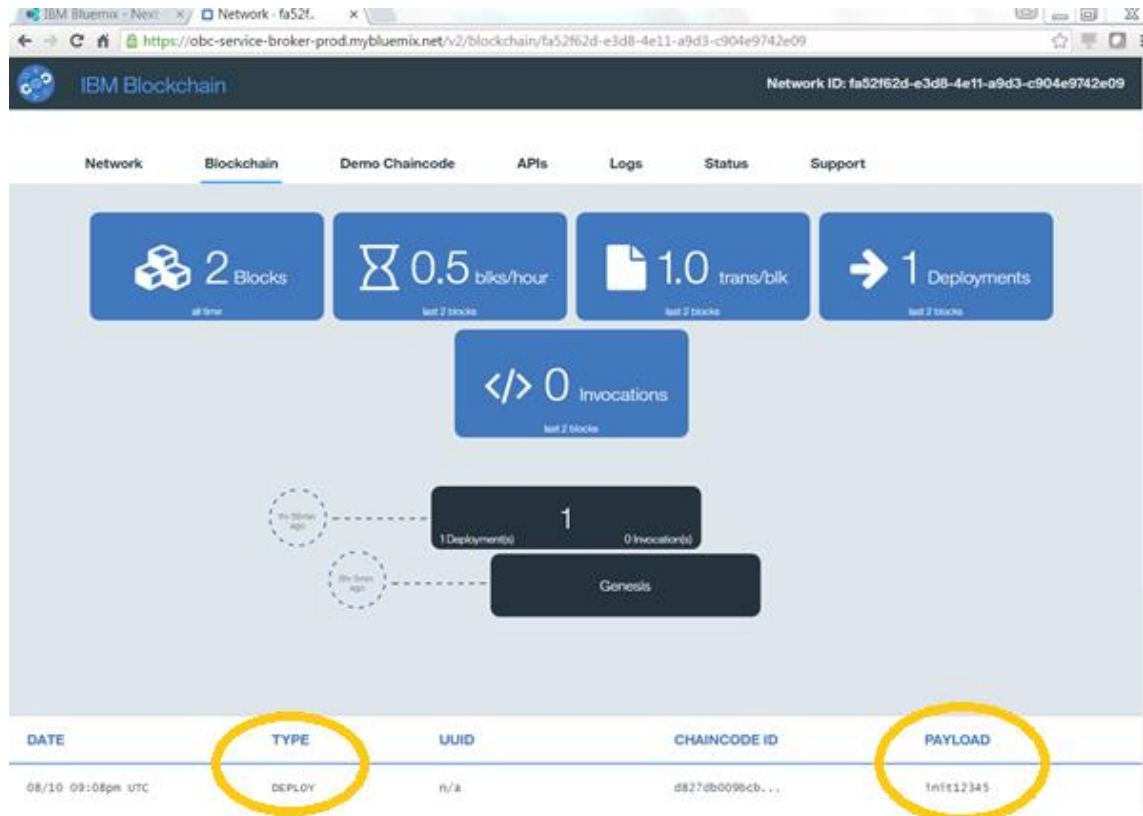 IBM Bluemix - Next
Network - fa52f.
https://obc-service-broker-prod.mybluemix.net/v2/blockchain/fa52f62d-e3d8-4e11-a9d3-c904e9742e09
IBM Blockchain
Network ID: fa52f62d-e3d8-4e11-a9d3-c904e9742e09
Network Blockchain Demo Chaincode APIs Logs Status Support
2 Blocks
all time
0.5 blks/hour
last 2 blocks
1.0 trans/blk
last 2 blocks
1 Deployments
last 2 blocks
</> 0 Invocations
last 2 blocks
ago
1
1 Deployment(s) 0 Invocation(s)
ago
Genesis
DATE TYPE UUID CHAINCODE ID PAYLOAD
08/10 09:08pm UTC DEPLOY n/a d827db009bcb... init12345